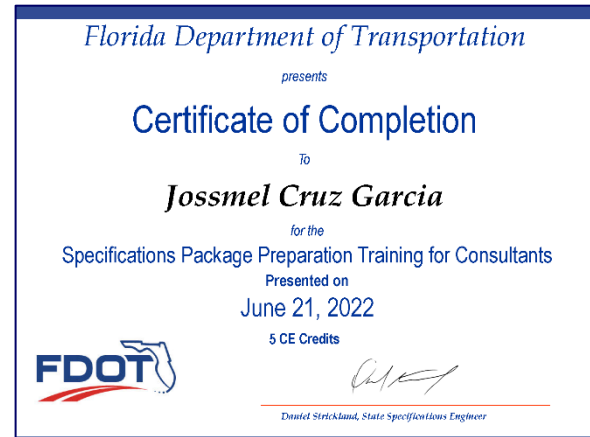 Florida Department of Transportation
presents
Certificate of Completion
To
Jossmel Cruz Garcia
for the
Specifications Package Preparation Training for Consultants
Presented on
June 21, 2022
5 CE Credits
FDOT
Daniel Strickland, State Specifications Engineer